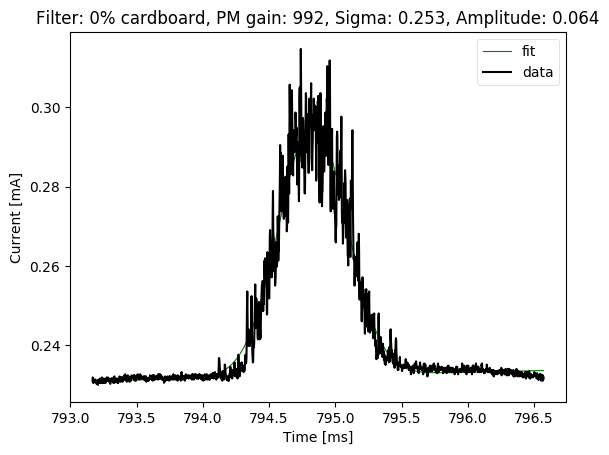 Filter: 0% cardboard, PM gain: 992, Sigma: 0.253, Amplitude: 0.064
fit
data
0.30
0.28
0.26
0.24
Current [mA]
793.0 793.5 794.0 794.5 795.0 795.5 796.0 796.5
Time [ms]